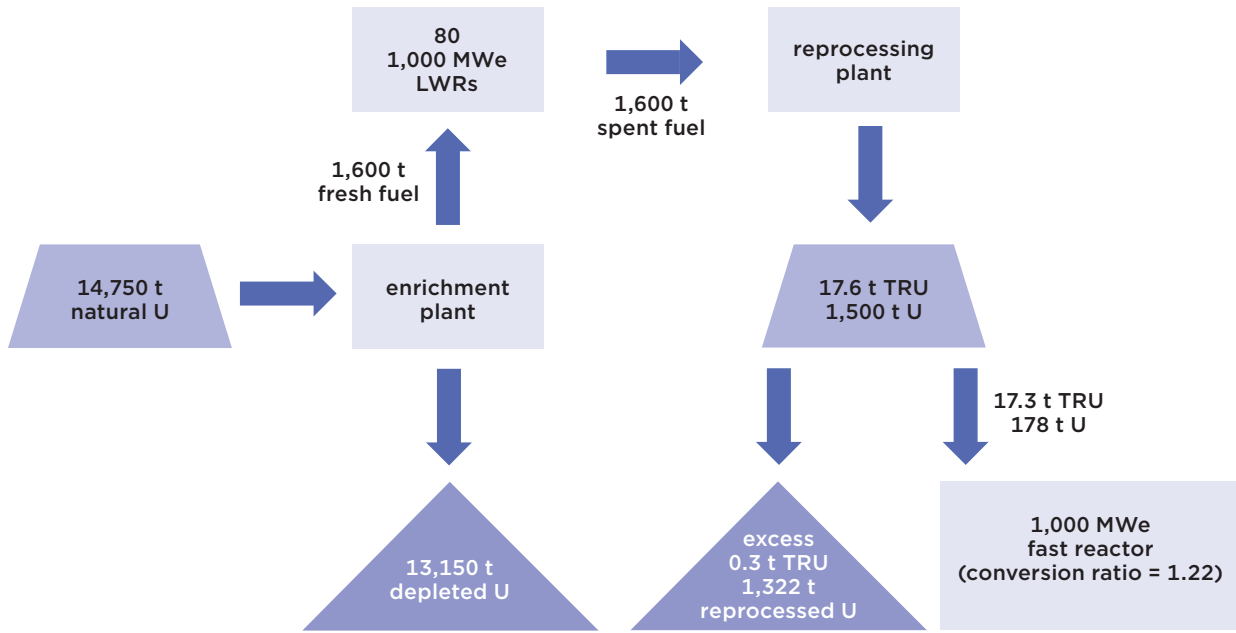 80
1,000 MWe
LWRs
reprocessing
plant
1,600 t
spent fuel
1,600 t
fresh fuel
14,750 t
natural U
enrichment
plant
17.6 t TRU
1,500 t U
17.3 t TRU
178 t U
13,150 t
depleted U
excess
0.3 t TRU
1,322 t
reprocessed U
1,000 MWe
fast reactor
(conversion ratio = 1.22)